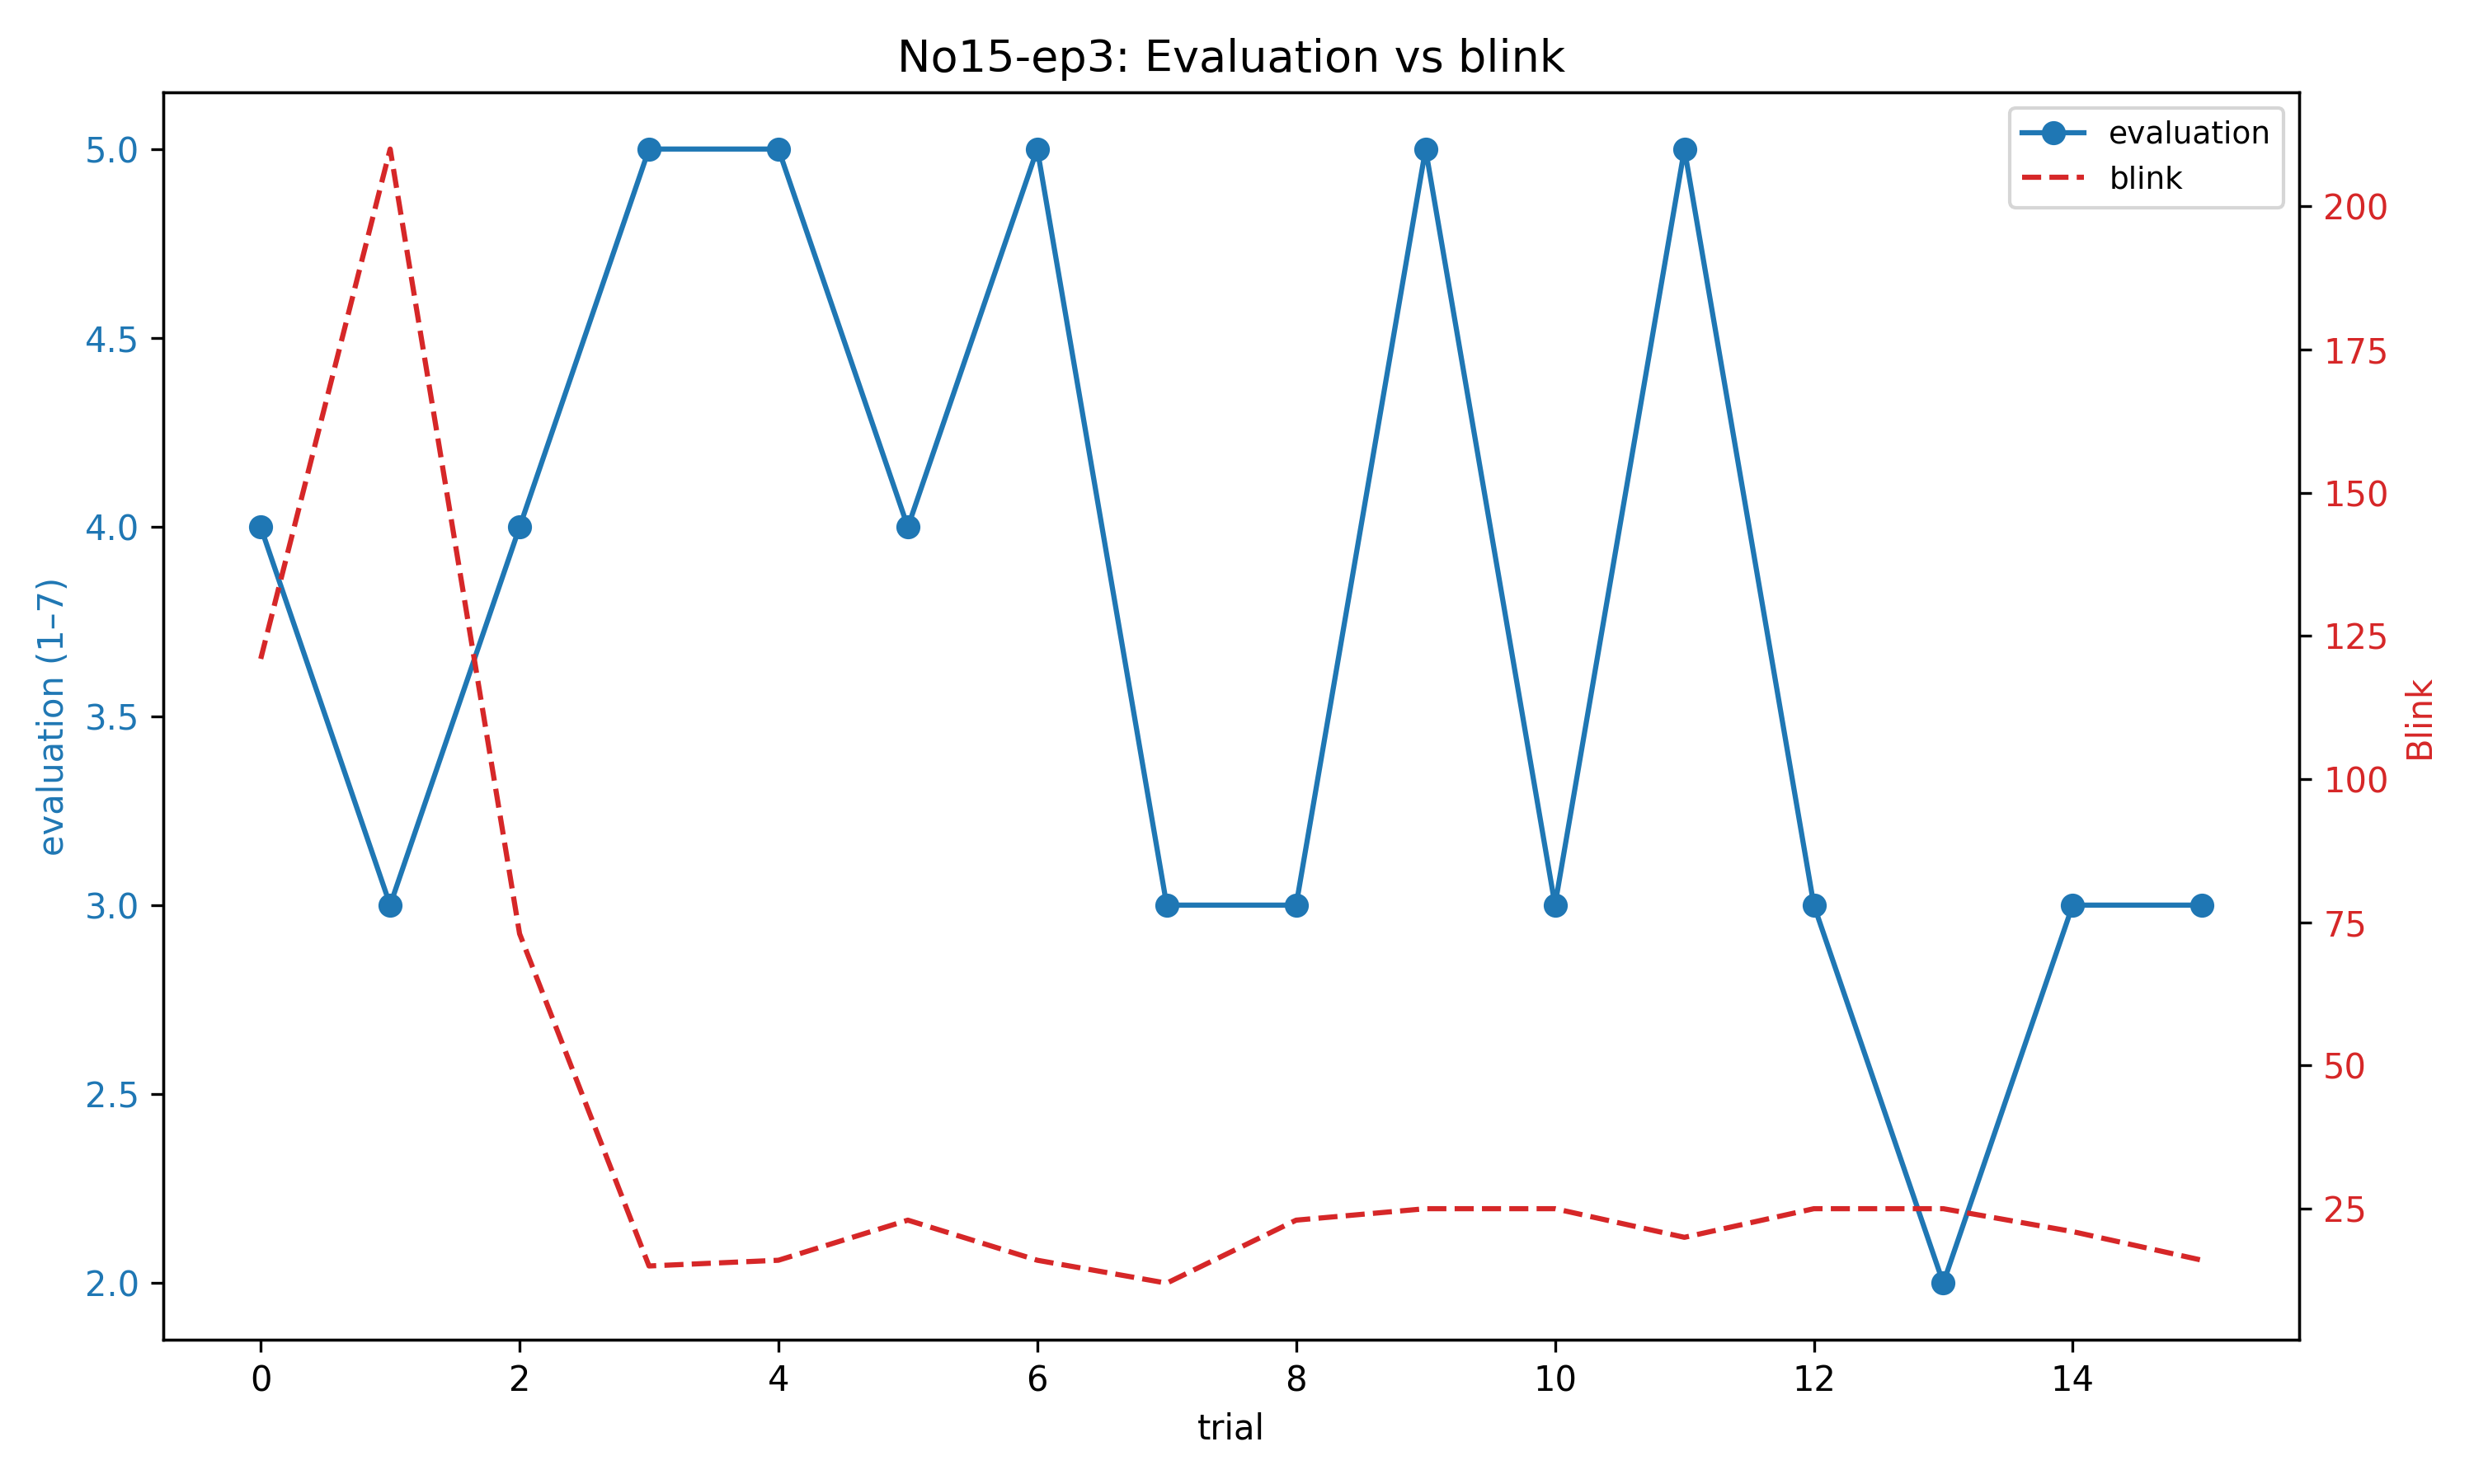 No15-ep3: Evaluation vs blink
evaluation
blink
5.0
4.5
4.0
3.5
3.0
2.5
2.0
evaluation (1–7)
200
175
150
125
100
75
50
25
Blink
0 2 4 6 8 10 12 14
trial